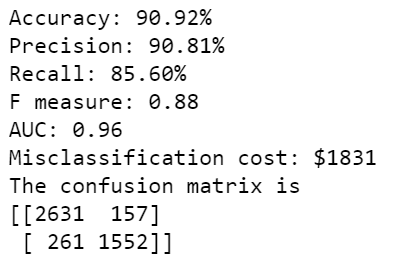 Accuracy: 90.92%
Precision: 90.81%
Recall: 85.60%
F measure: 0.88
AUC: 0.96
Misclassification cost: $1831
The confusion matrix is
[[2631  157]
 [ 261 1552]]